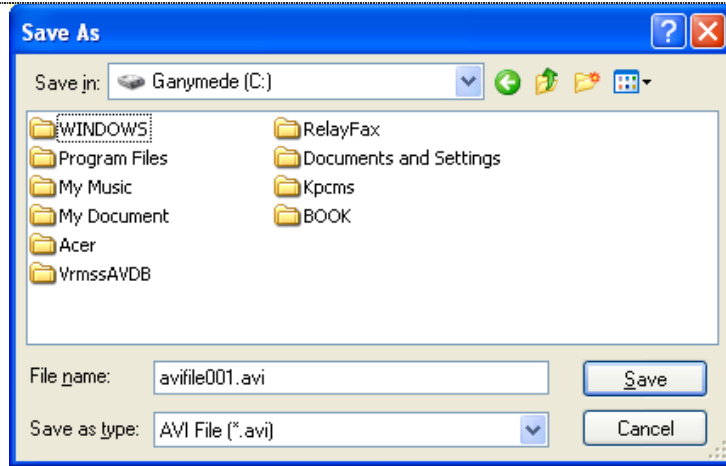 Save As
Save in: Ganymede (C:)
WINDOWS
Program Files
My Music
My Document
Acer
VrmssAVDB
RelayFax
Documents and Settings
Kpcms
BOOK
File name: avifile001.avi Save
Save as type: AVI File (*.avi) Cancel